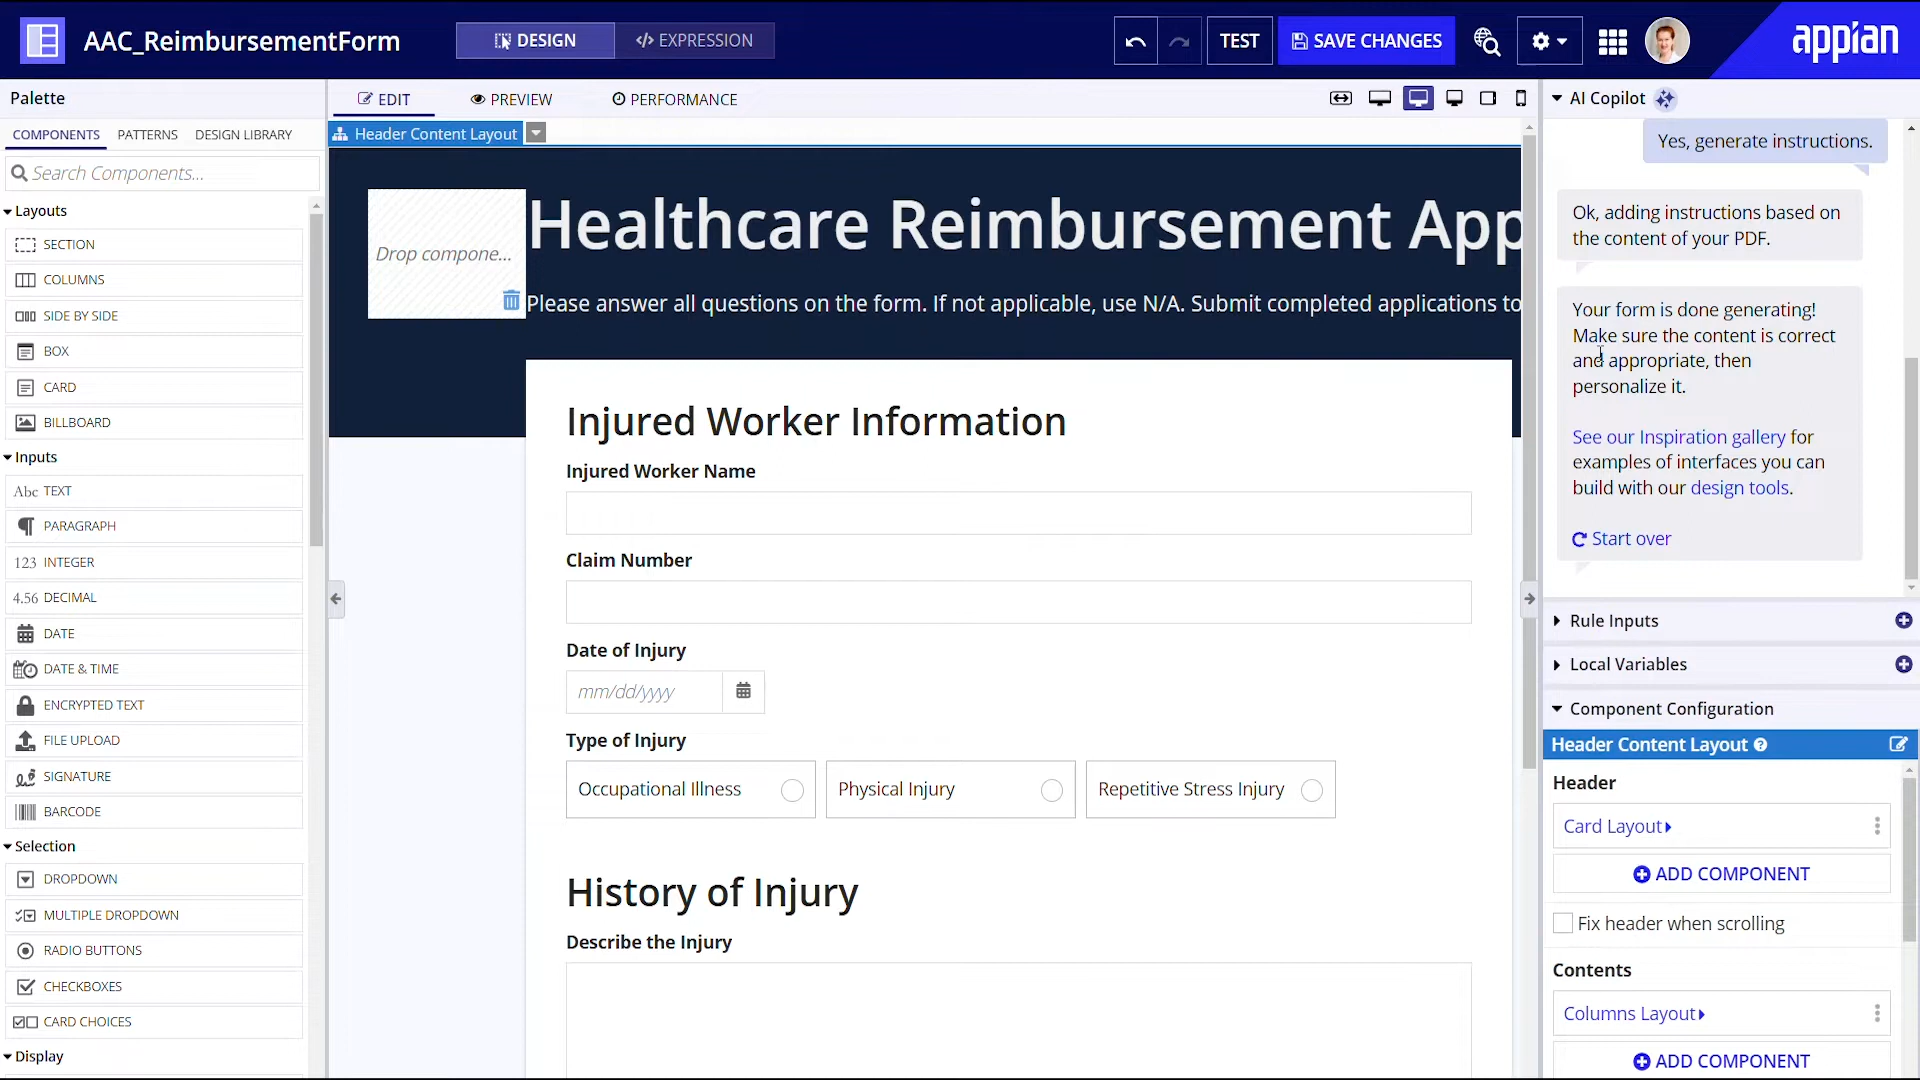 AAC_ReimbursementForm
DESIGN
</> EXPRESSION
TEST
SAVE CHANGES
appian
Palette
COMPONENTS
PATTERNS
DESIGN LIBRARY
Search Components...
Layouts
SECTION
COLUMNS
SIDE BY SIDE
BOX
CARD
BILLBOARD
Inputs
Abc TEXT
PARAGRAPH
123 INTEGER
4.56 DECIMAL
DATE
DATE & TIME
ENCRYPTED TEXT
FILE UPLOAD
SIGNATURE
BARCODE
Selection
DROPDOWN
MULTIPLE DROPDOWN
RADIO BUTTONS
CHECKBOXES
CARD CHOICES
Display
EDIT
PREVIEW
PERFORMANCE
Header Content Layout
Drop compone...
Healthcare Reimbursement App
Please answer all questions on the form. If not applicable, use N/A. Submit completed applications to
Injured Worker Information
Injured Worker Name
Claim Number
Date of Injury
mm/dd/yyyy
Type of Injury
Occupational Illness
Physical Injury
Repetitive Stress Injury
History of Injury
Describe the Injury
AI Copilot
Yes, generate instructions.
Ok, adding instructions based on
the content of your PDF.
Your form is done generating!
Make sure the content is correct
and appropriate, then
personalize it.
See our Inspiration gallery for
examples of interfaces you can
build with our design tools.
Start over
Rule Inputs
Local Variables
Component Configuration
Header Content Layout ?
Header
Card Layout
ADD COMPONENT
Fix header when scrolling
Contents
Columns Layout
ADD COMPONENT